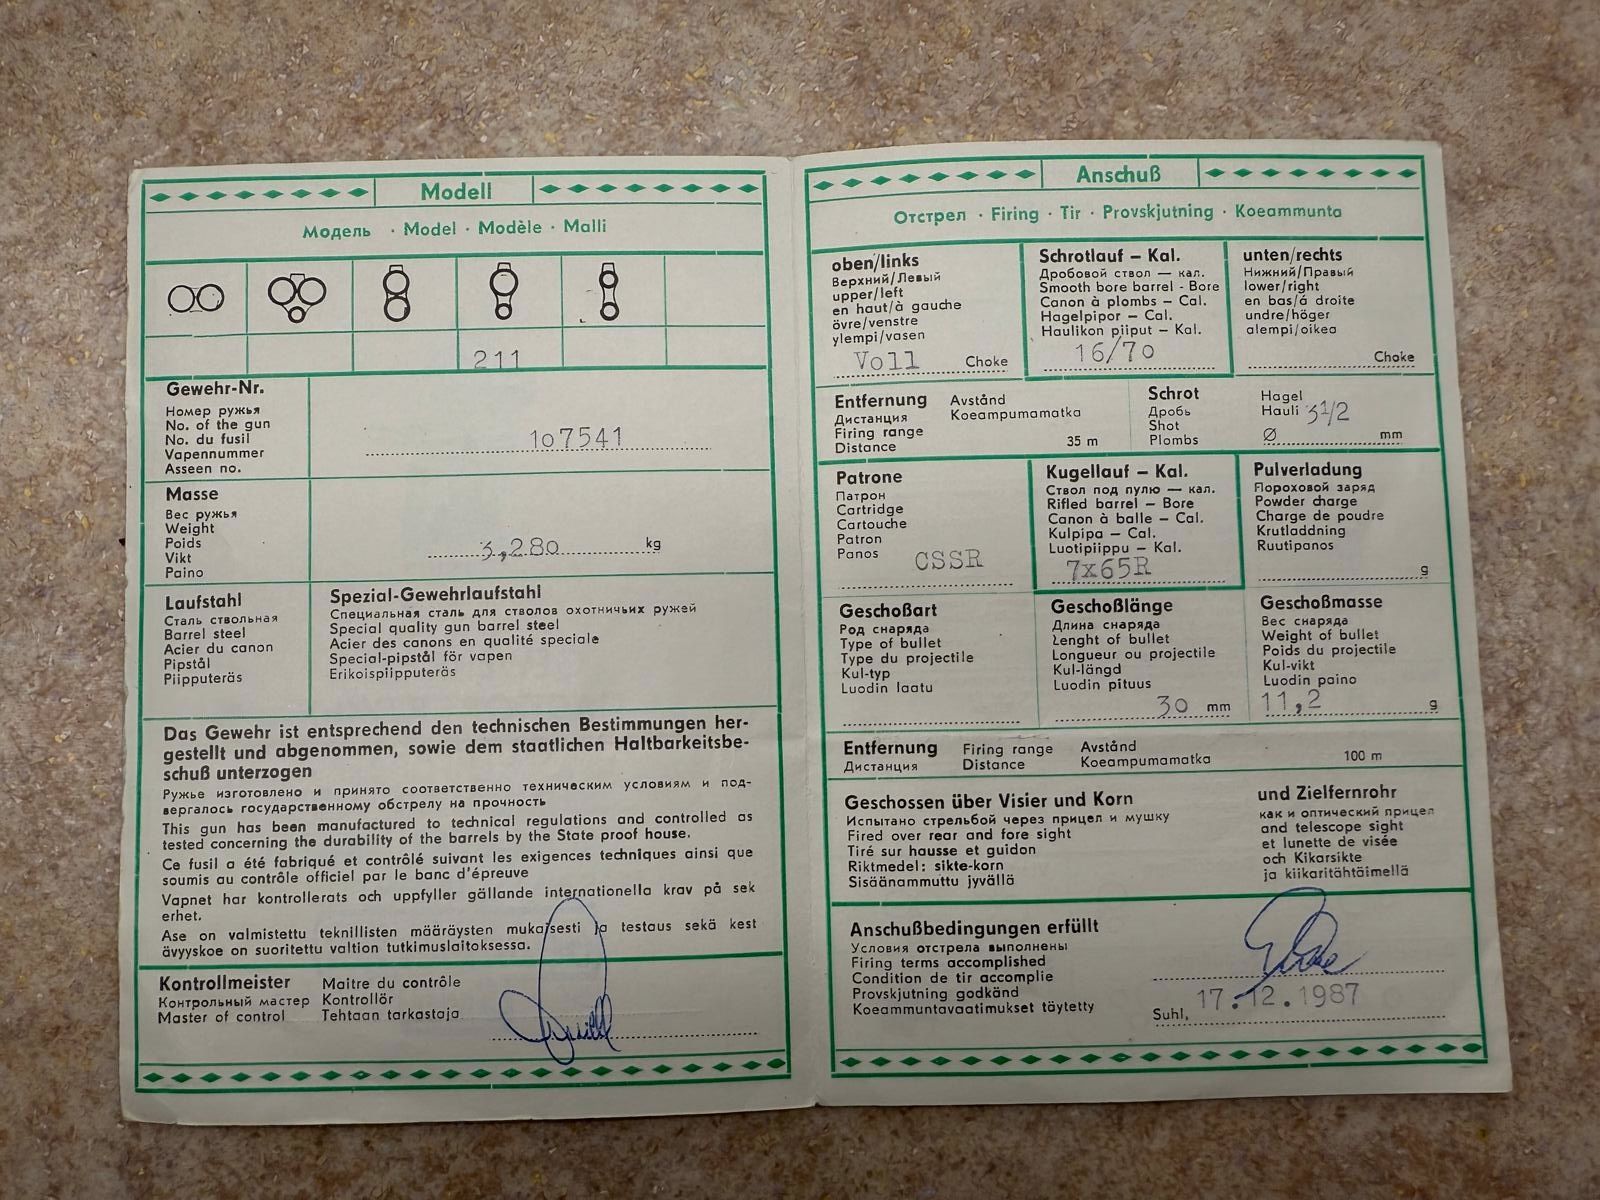 Modell
Модель · Model · Modèle · Malli
211
Gewehr-Nr.
Номер ружья
No. of the gun
No. du fusil
Vapennummer
Asseen no.
107541
Masse
Вес ружья
Weight
Poids
Vikt
Paino
3,280 kg
Laufstahl
Сталь ствольная
Barrel steel
Acier du canon
Pipstål
Piipputeräs
Spezial-Gewehrlaufstahl
Специальная сталь для стволов охотничьих ружей
Special quality gun barrel steel
Acier des canons en qualité speciale
Special-pipstål för vapen
Erikoispiipputeräs
Das Gewehr ist entsprechend den technischen Bestimmungen her-
gestellt und abgenommen, sowie dem staatlichen Haltbarkeitsbe-
schuß unterzogen
Ружье изготовлено и принято соответственно техническим условиям и под-
вергалось государственному обстрелу на прочность
This gun has been manufactured to technical regulations and controlled as
tested concerning the durability of the barrels by the State proof house.
Ce fusil a été fabriqué et contrôlé suivant les exigences techniques ainsi que
soumis au contrôle officiel par le banc d'épreuve
Vapnet har kontrollerats och uppfyller gällande internationella krav på sek
erhet.
Ase on valmistettu teknillisten määräysten mukaisesti ja testaus sekä kest
ävyyskoe on suoritettu valtion tutkimuslaitoksessa.
Kontrollmeister
Контрольный мастер
Master of control
Maitre du contrôle
Kontrollör
Tehtaan tarkastaja
Anschuß
Отстрел · Firing · Tir · Provskjutning · Koeammunta
oben/links
Верхний/Левый
upper/left
en haut/à gauche
övre/venstre
ylempi/vasen
Voll Choke
Schrotlauf – Kal.
Дробовой ствол — кал.
Smooth bore barrel - Bore
Canon à plombs – Cal.
Hagelpipor – Cal.
Haulikon piiput – Kal.
16/70
unten/rechts
Нижний/Правый
lower/right
en bas/á droite
undre/höger
alempi/oikea
Choke
Entfernung
Дистанция
Firing range
Distance
Avstånd
Koeampumamatka
35 m
Schrot
Дробь
Shot
Plombs
Hagel
Hauli 3½
Ø mm
Patrone
Патрон
Cartridge
Cartouche
Patron
Panos
CSSR
Kugellauf – Kal.
Ствол под пулю — кал.
Rifled barrel – Bore
Canon à balle – Cal.
Kulpipa – Cal.
Luotipiippu – Kal.
7x65R
Pulverladung
Пороховой заряд
Powder charge
Charge de poudre
Krutladdning
Ruutipanos
g
Geschoßart
Род снаряда
Type of bullet
Type du projectile
Kul-typ
Luodin laatu
Geschoßlänge
Длина снаряда
Lenght of bullet
Longueur ou projectile
Kul-längd
Luodin pituus
30 mm
Geschoßmasse
Вес снаряда
Weight of bullet
Poids du projectile
Kul-vikt
Luodin paino
11,2 g
Entfernung
Дистанция
Firing range
Distance
Avstånd
Koeampumamatka
100 m
Geschossen über Visier und Korn
Испытано стрельбой через прицел и мушку
Fired over rear and fore sight
Tiré sur hausse et guidon
Riktmedel: sikte-korn
Sisäänammuttu jyvällä
und Zielfernrohr
как и оптический прицел
and telescope sight
et lunette de visée
och Kikarsikte
ja kiikaritähtäimellä
Anschußbedingungen erfüllt
Условия отстрела выполнены
Firing terms accomplished
Condition de tir accomplie
Provskjutning godkänd
Koeammuntavaatimukset täytetty
Suhl, 17.12.1987